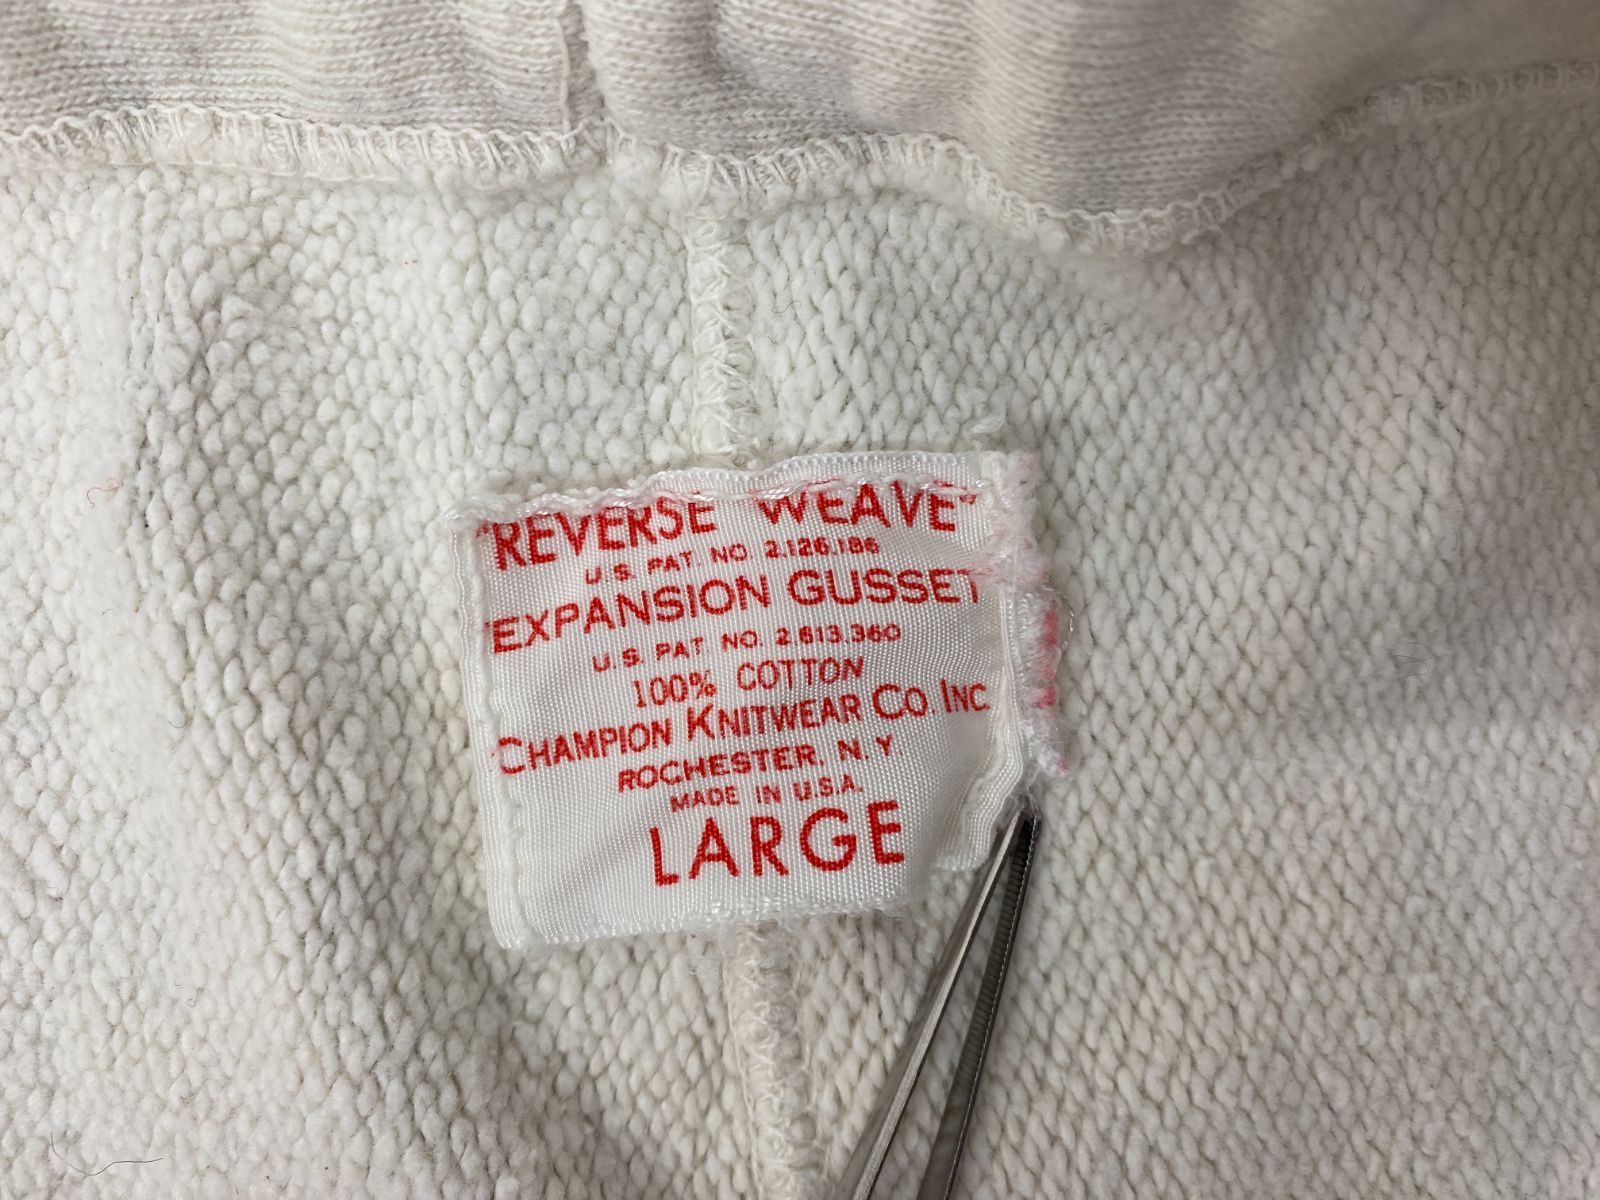 "REVERSE WEAVE"
U.S. PAT. NO 2.126.186
EXPANSION GUSSET
U.S. PAT NO. 2.613.360
100% COTTON
CHAMPION KNITWEAR CO. INC.
ROCHESTER, N. Y.
MADE IN U.S.A.
LARGE